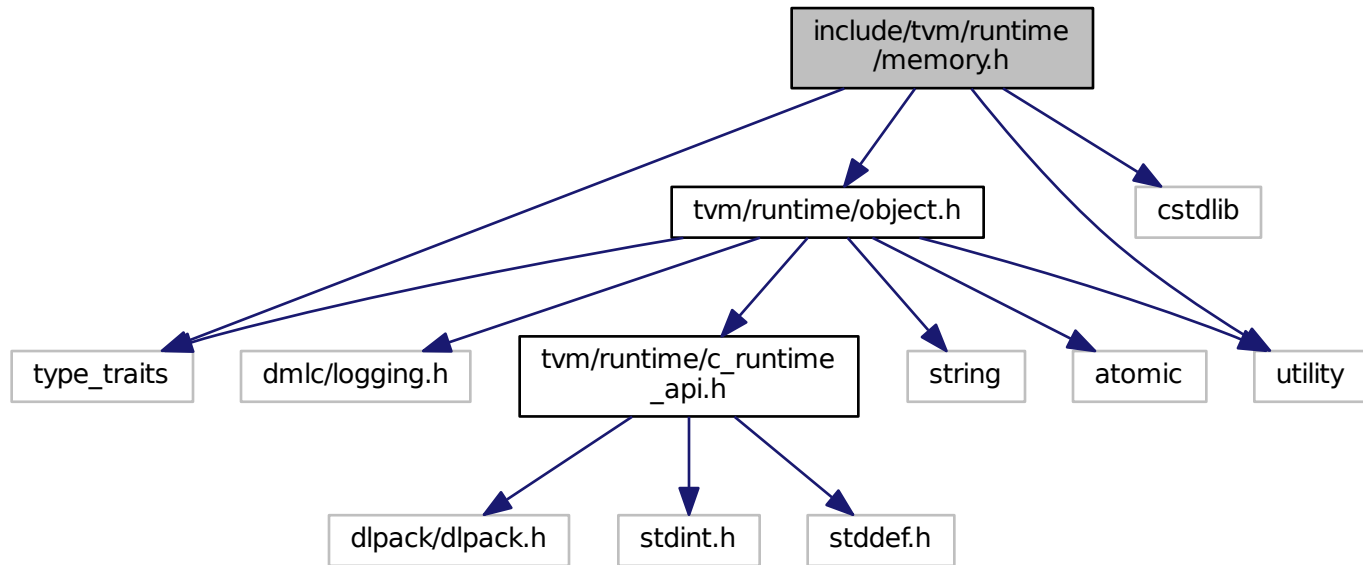 include/tvm/runtime
/memory.h
tvm/runtime/object.h
cstdlib
type_traits
dmlc/logging.h
tvm/runtime/c_runtime
_api.h
string
atomic
utility
dlpack/dlpack.h
stdint.h
stddef.h